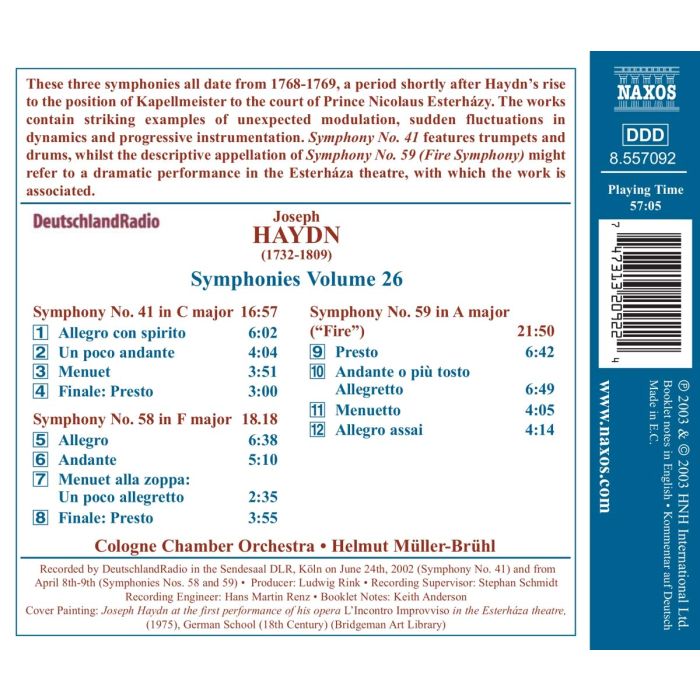 These three symphonies all date from 1768-1769, a period shortly after Haydn's rise
to the position of Kapellmeister to the court of Prince Nicolaus Esterházy. The works
contain striking examples of unexpected modulation, sudden fluctuations in
dynamics and progressive instrumentation. Symphony No. 41 features trumpets and
drums, whilst the descriptive appellation of Symphony No. 59 (Fire Symphony) might
refer to a dramatic performance in the Esterháza theatre, with which the work is
associated.
DeutschlandRadio
Joseph
HAYDN
(1732-1809)
Symphonies Volume 26
Symphony No. 41 in C major 16:57
1 Allegro con spirito 6:02
2 Un poco andante 4:04
3 Menuet 3:51
4 Finale: Presto 3:00
Symphony No. 58 in F major 18.18
5 Allegro 6:38
6 Andante 5:10
7 Menuet alla zoppa:
Un poco allegretto 2:35
8 Finale: Presto 3:55
Symphony No. 59 in A major
("Fire") 21:50
9 Presto 6:42
10 Andante o più tosto
Allegretto 6:49
11 Menuetto 4:05
12 Allegro assai 4:14
Cologne Chamber Orchestra • Helmut Müller-Brühl
Recorded by DeutschlandRadio in the Sendesaal DLR, Köln on June 24th, 2002 (Symphony No. 41) and from
April 8th-9th (Symphonies Nos. 58 and 59) • Producer: Ludwig Rink • Recording Supervisor: Stephan Schmidt
Recording Engineer: Hans Martin Renz • Booklet Notes: Keith Anderson
Cover Painting: Joseph Haydn at the first performance of his opera L'Incontro Improvviso in the Esterháza theatre,
(1975), German School (18th Century) (Bridgeman Art Library)
NAXOS
DDD
8.557092
Playing Time
57:05
7 47313 20922 4
www.naxos.com
℗ 2003 & © 2003 HNH International Ltd.
Booklet notes in English • Kommentar auf Deutsch
Made in E.C.